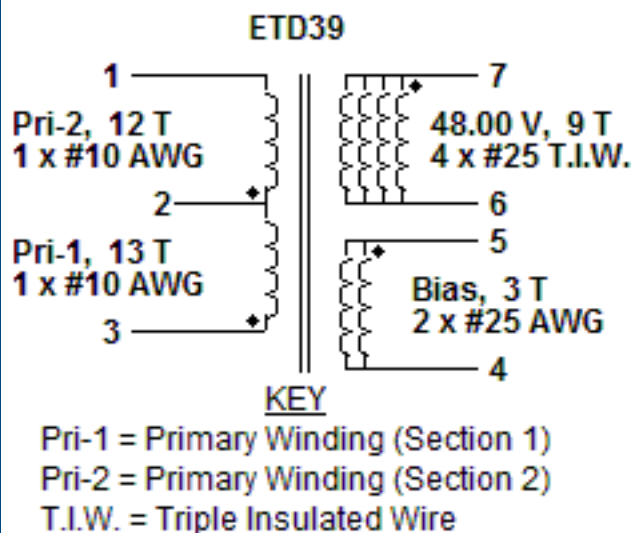 ETD39
1
7
Pri-2, 12 T
1 x #10 AWG
48.00 V, 9 T
4 x #25 T.I.W.
2
6
5
Pri-1, 13 T
1 x #10 AWG
Bias, 3 T
2 x #25 AWG
3
4
KEY
Pri-1 = Primary Winding (Section 1)
Pri-2 = Primary Winding (Section 2)
T.I.W. = Triple Insulated Wire